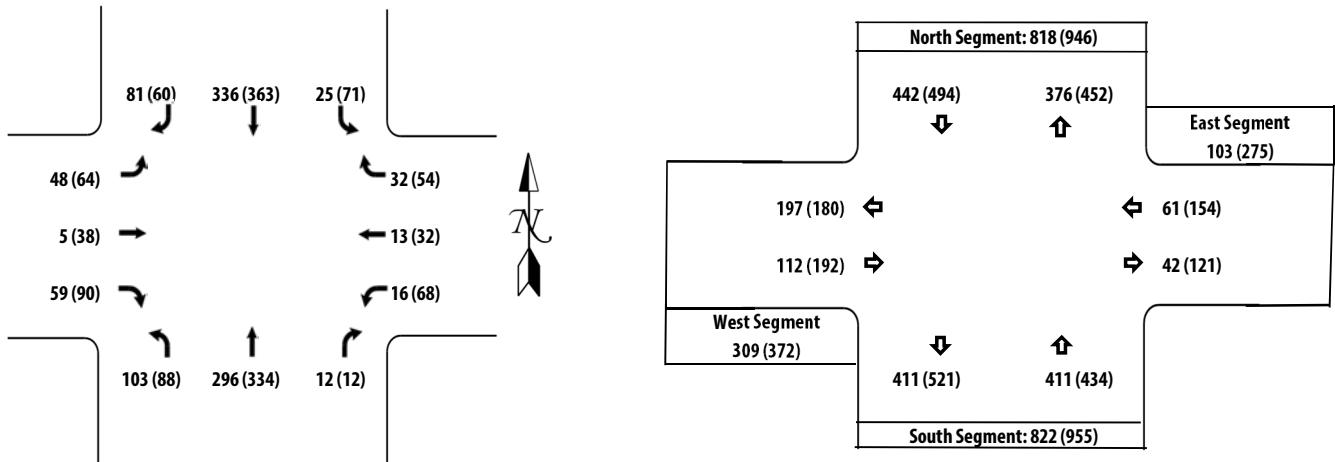 81 (60) 336 (363) 25 (71)
48 (64) 32 (54)
5 (38) 13 (32)
59 (90) 16 (68)
103 (88) 296 (334) 12 (12)
N
North Segment: 818 (946)
442 (494) 376 (452)
East Segment
103 (275)
197 (180) 61 (154)
112 (192) 42 (121)
West Segment
309 (372)
411 (521) 411 (434)
South Segment: 822 (955)